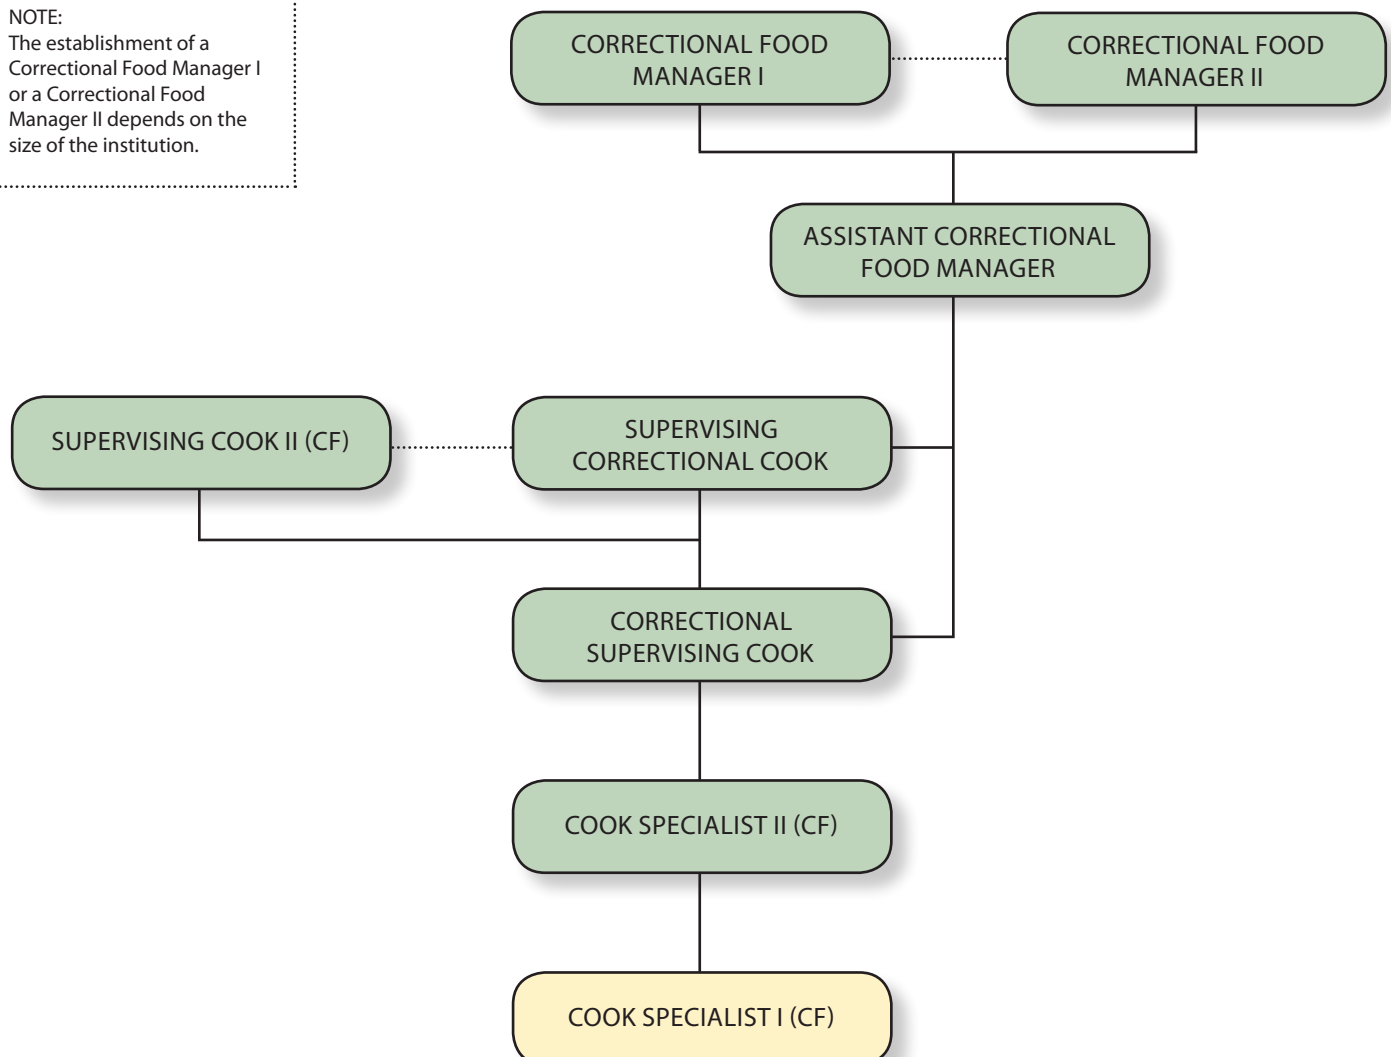 NOTE:
The establishment of a
Correctional Food Manager I
or a Correctional Food
Manager II depends on the
size of the institution.
CORRECTIONAL FOOD
MANAGER I
CORRECTIONAL FOOD
MANAGER II
ASSISTANT CORRECTIONAL
FOOD MANAGER
SUPERVISING COOK II (CF)
SUPERVISING
CORRECTIONAL COOK
CORRECTIONAL
SUPERVISING COOK
COOK SPECIALIST II (CF)
COOK SPECIALIST I (CF)